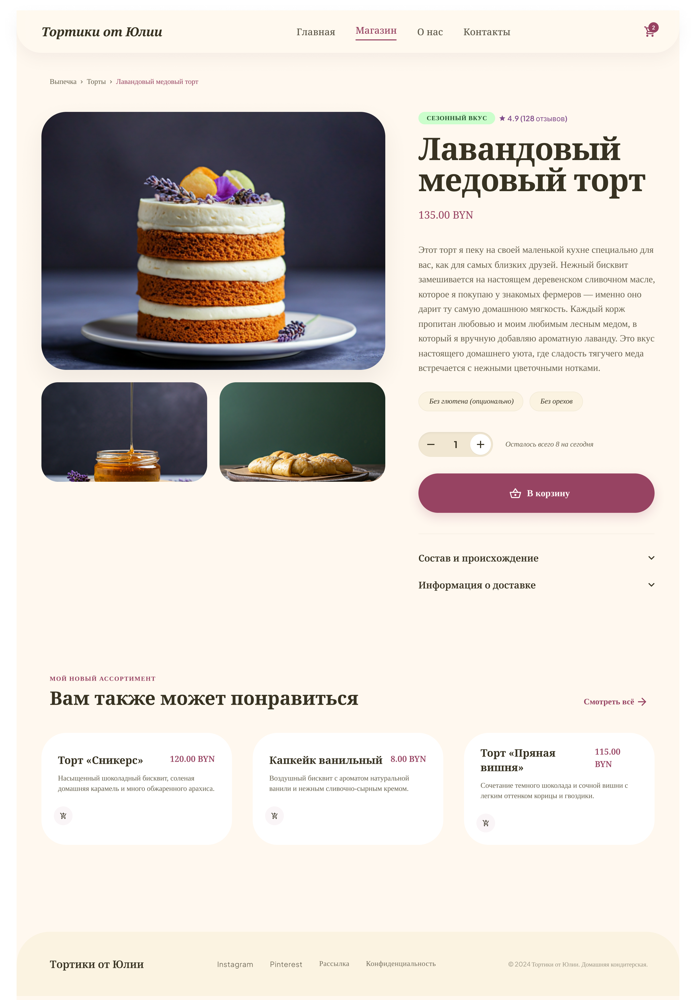 Тортики от Юлии
Главная
Магазин
О нас
Контакты
2
Выпечка › Торты › Лавандовый медовый торт
СЕЗОННЫЙ ВКУС
★ 4.9 (128 отзывов)
Лавандовый
медовый торт
135.00 BYN
Этот торт я пеку на своей маленькой кухне специально для
вас, как для самых близких друзей. Нежный бисквит
замешивается на настоящем деревенском сливочном масле,
которое я покупаю у знакомых фермеров — именно оно
дарит ту самую домашнюю мягкость. Каждый корж
пропитан любовью и моим любимым лесным медом, в
который я вручную добавляю ароматную лаванду. Это вкус
настоящего домашнего уюта, где сладость тягучего меда
встречается с нежными цветочными нотками.
Без глютена (опционально)
Без орехов
− 1 +
Осталось всего 8 на сегодня
В корзину
Состав и происхождение
Информация о доставке
МОЙ НОВЫЙ АССОРТИМЕНТ
Вам также может понравиться
Смотреть всё
Торт «Сникерс»
120.00 BYN
Насыщенный шоколадный бисквит, соленая
домашняя карамель и много обжаренного арахиса.
Капкейк ванильный
8.00 BYN
Воздушный бисквит с ароматом натуральной
ванили и нежным сливочно-сырным кремом.
Торт «Пряная
вишня»
115.00
BYN
Сочетание темного шоколада и сочной вишни с
легким оттенком корицы и гвоздики.
Тортики от Юлии
Instagram
Pinterest
Рассылка
Конфиденциальность
© 2024 Тортики от Юлии. Домашняя кондитерская.